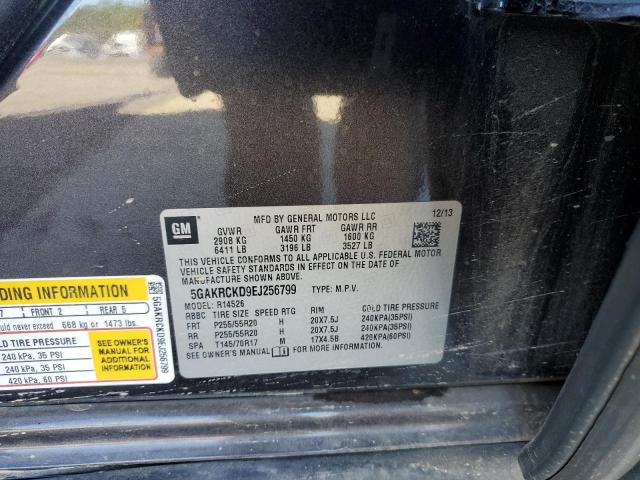 GM
MFD BY GENERAL MOTORS LLC
12/13
GVWR GAWR FRT GAWR RR
2908 KG 1450 KG 1600 KG
6411 LB 3196 LB 3527 LB
THIS VEHICLE CONFORMS TO ALL APPLICABLE U.S. FEDERAL MOTOR
VEHICLE SAFETY AND THEFT PREVENTION STANDARDS
IN EFFECT ON THE DATE OF
MANUFACTURE SHOWN ABOVE.
5GAKRCKD9EJ256799 TYPE: M.P.V.
MODEL: R14526
RBBC TIRE SIZE SPEED RTG RIM COLD TIRE PRESSURE
FRT P255/55R20 H 20X7.5J 240KPA(35PSI)
RR P255/55R20 H 20X7.5J 240KPA(35PSI)
SPA T145/70R17 M 17X4.5B 420KPA(60PSI)
SEE OWNER'S MANUAL FOR ADDITIONAL INFORMATION.
DING INFORMATION
FRONT 2 REAR 5
never exceed 668 kg or 1473 lbs.
TIRE PRESSURE
240 kPa, 35 PSI
240 kPa, 35 PSI
420 kPa, 60 PSI
SEE OWNER'S
MANUAL FOR
ADDITIONAL
INFORMATION
5GAKRCKD9EJ256799